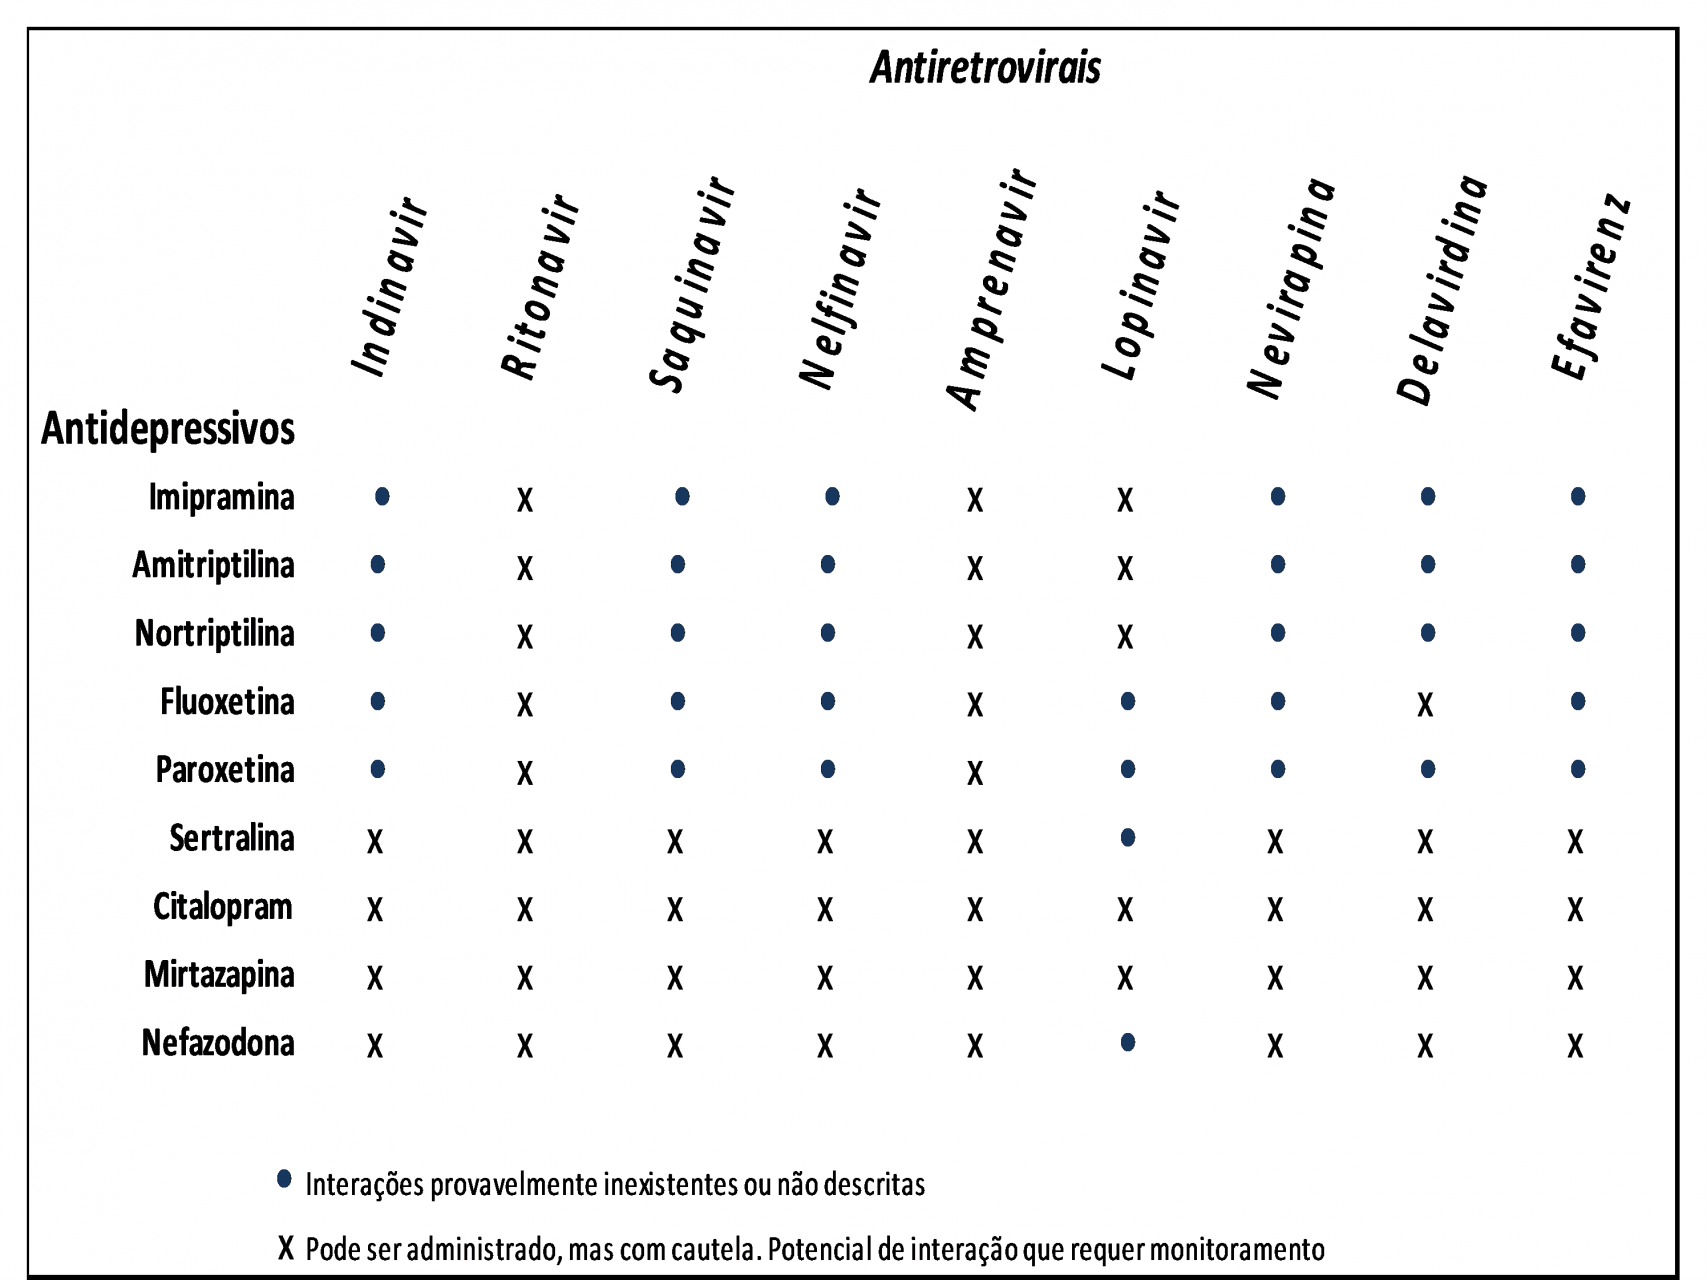 Antiretrovirais
Indinavir Ritonavir Saquinavir Nelfinavir Amprenavir Lopinavir Nevirapina Delavirdina Efavirenz
Antidepressivos
Imipramina • X • • X X • • •
Amitriptilina • X • • X X • • •
Nortriptilina • X • • X X • • •
Fluoxetina • X • • X • • X •
Paroxetina • X • • X • • • •
Sertralina X X X X X • X X X
Citalopram X X X X X X X X X
Mirtazapina X X X X X X X X X
Nefazodona X X X X X • X X X
• Interações provavelmente inexistentes ou não descritas
X Pode ser administrado, mas com cautela. Potencial de interação que requer monitoramento